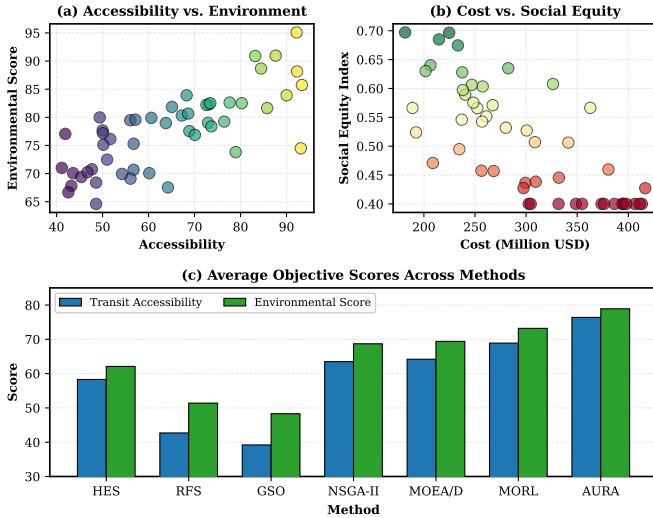 (a) Accessibility vs. Environment
Environmental Score
95
90
85
80
75
70
65
40
50
60
70
80
90
Accessibility
(b) Cost vs. Social Equity
Social Equity Index
0.70
0.65
0.60
0.55
0.50
0.45
0.40
200
250
300
350
400
Cost (Million USD)
(c) Average Objective Scores Across Methods
Transit Accessibility
Environmental Score
Score
80
70
60
50
40
30
HES
RFS
GSO
NSGA-II
MOEA/D
MORL
AURA
Method